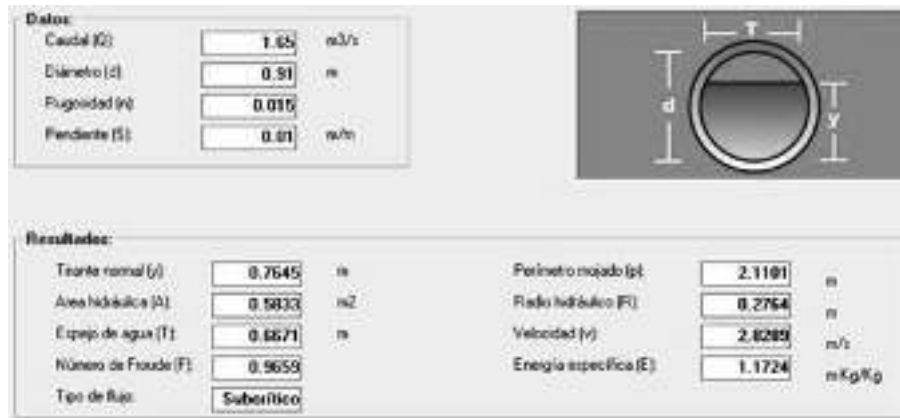 Datos:
Caudal (Q): 1.65 m3/s
Diámetro (d): 0.91 m
Rugosidad (n): 0.015
Pendiente (S): 0.01 m/m
T
d
y
Resultados:
Tirante normal (y): 0.7645 m
Perímetro mojado (p): 2.1101 m
Area hidráulica (A): 0.5833 m2
Radio hidráulico (R): 0.2764 m
Espejo de agua (T): 0.6671 m
Velocidad (v): 2.8289 m/s
Número de Froude (F): 0.9659
Energía específica (E): 1.1724 m-Kg/Kg
Tipo de flujo: Subcrítico